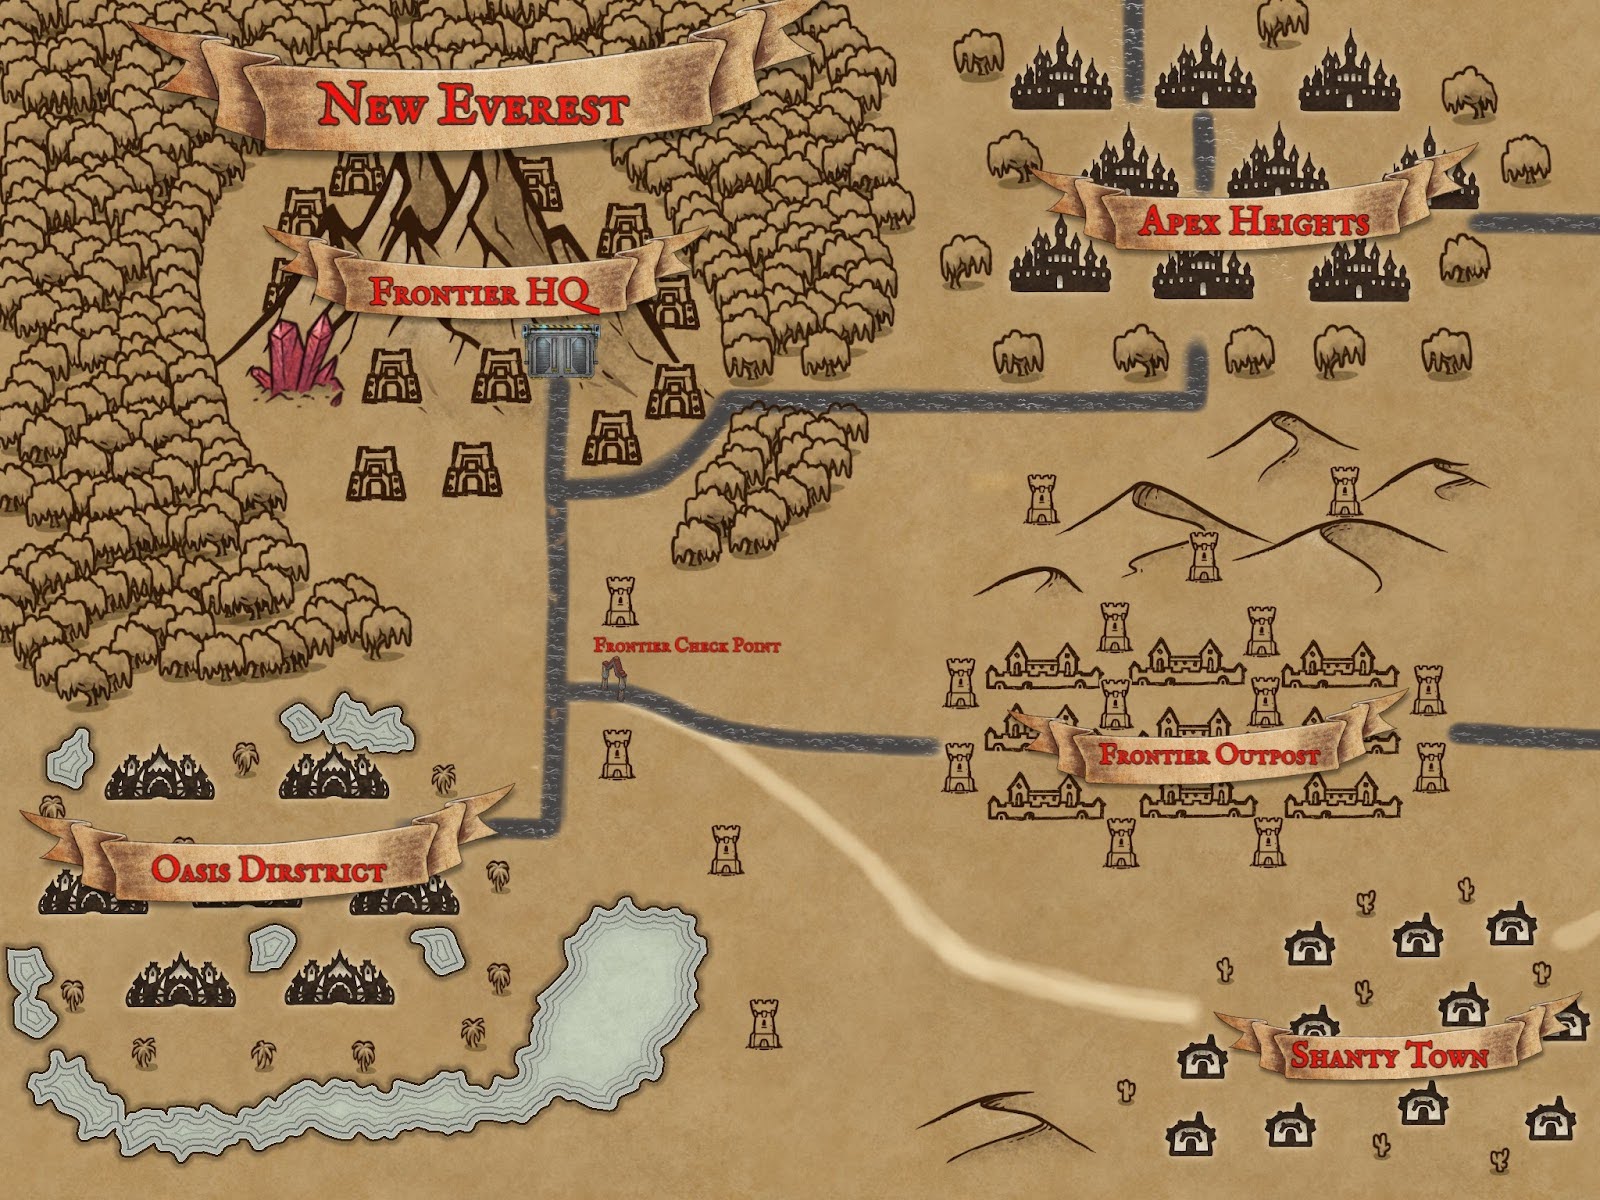 New Everest
Apex Heights
Frontier HQ
Frontier Check Point
Frontier Outpost
Oasis Dirstrict
Shanty Town